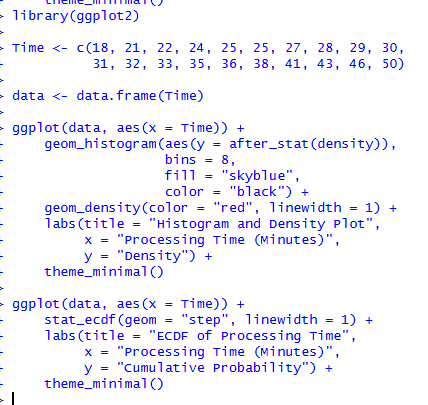 +     theme_minimal()
> library(ggplot2)
>
> Time <- c(18, 21, 22, 24, 25, 25, 27, 28, 29, 30,
+           31, 32, 33, 35, 36, 38, 41, 43, 46, 50)
>
> data <- data.frame(Time)
>
> ggplot(data, aes(x = Time)) +
+     geom_histogram(aes(y = after_stat(density)),
+                    bins = 8,
+                    fill = "skyblue",
+                    color = "black") +
+     geom_density(color = "red", linewidth = 1) +
+     labs(title = "Histogram and Density Plot",
+          x = "Processing Time (Minutes)",
+          y = "Density") +
+     theme_minimal()
>
> ggplot(data, aes(x = Time)) +
+     stat_ecdf(geom = "step", linewidth = 1) +
+     labs(title = "ECDF of Processing Time",
+          x = "Processing Time (Minutes)",
+          y = "Cumulative Probability") +
+     theme_minimal()
>